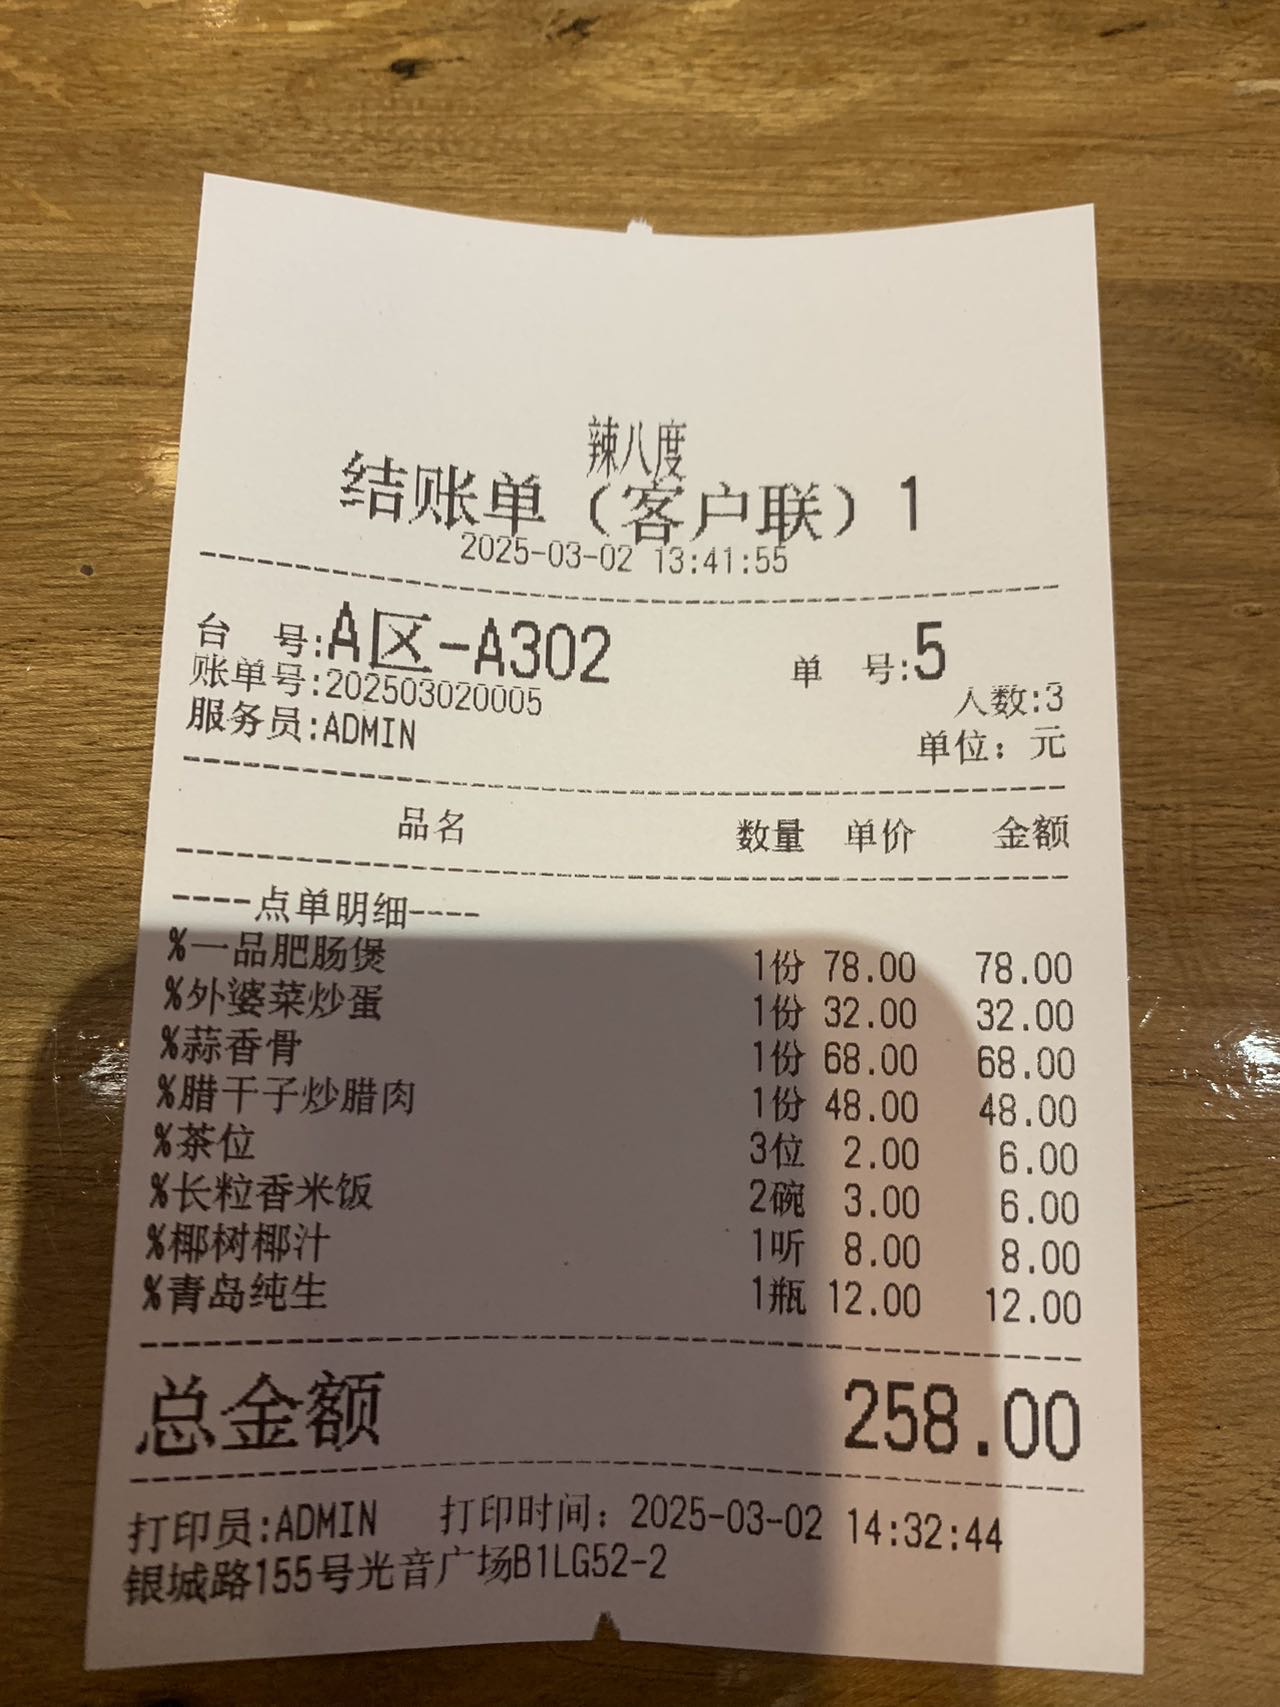 辣八度
结账单（客户联）1
2025-03-02 13:41:55
台 号:A区-A302 单 号:5
账单号:202503020005 人数:3
服务员:ADMIN 单位：元
品名 数量 单价 金额
----点单明细----
%一品肥肠煲 1份 78.00 78.00
%外婆菜炒蛋 1份 32.00 32.00
%蒜香骨 1份 68.00 68.00
%腊干子炒腊肉 1份 48.00 48.00
%茶位 3位 2.00 6.00
%长粒香米饭 2碗 3.00 6.00
%椰树椰汁 1听 8.00 8.00
%青岛纯生 1瓶 12.00 12.00
总金额 258.00
打印员:ADMIN 打印时间：2025-03-02 14:32:44
银城路155号光音广场B1LG52-2